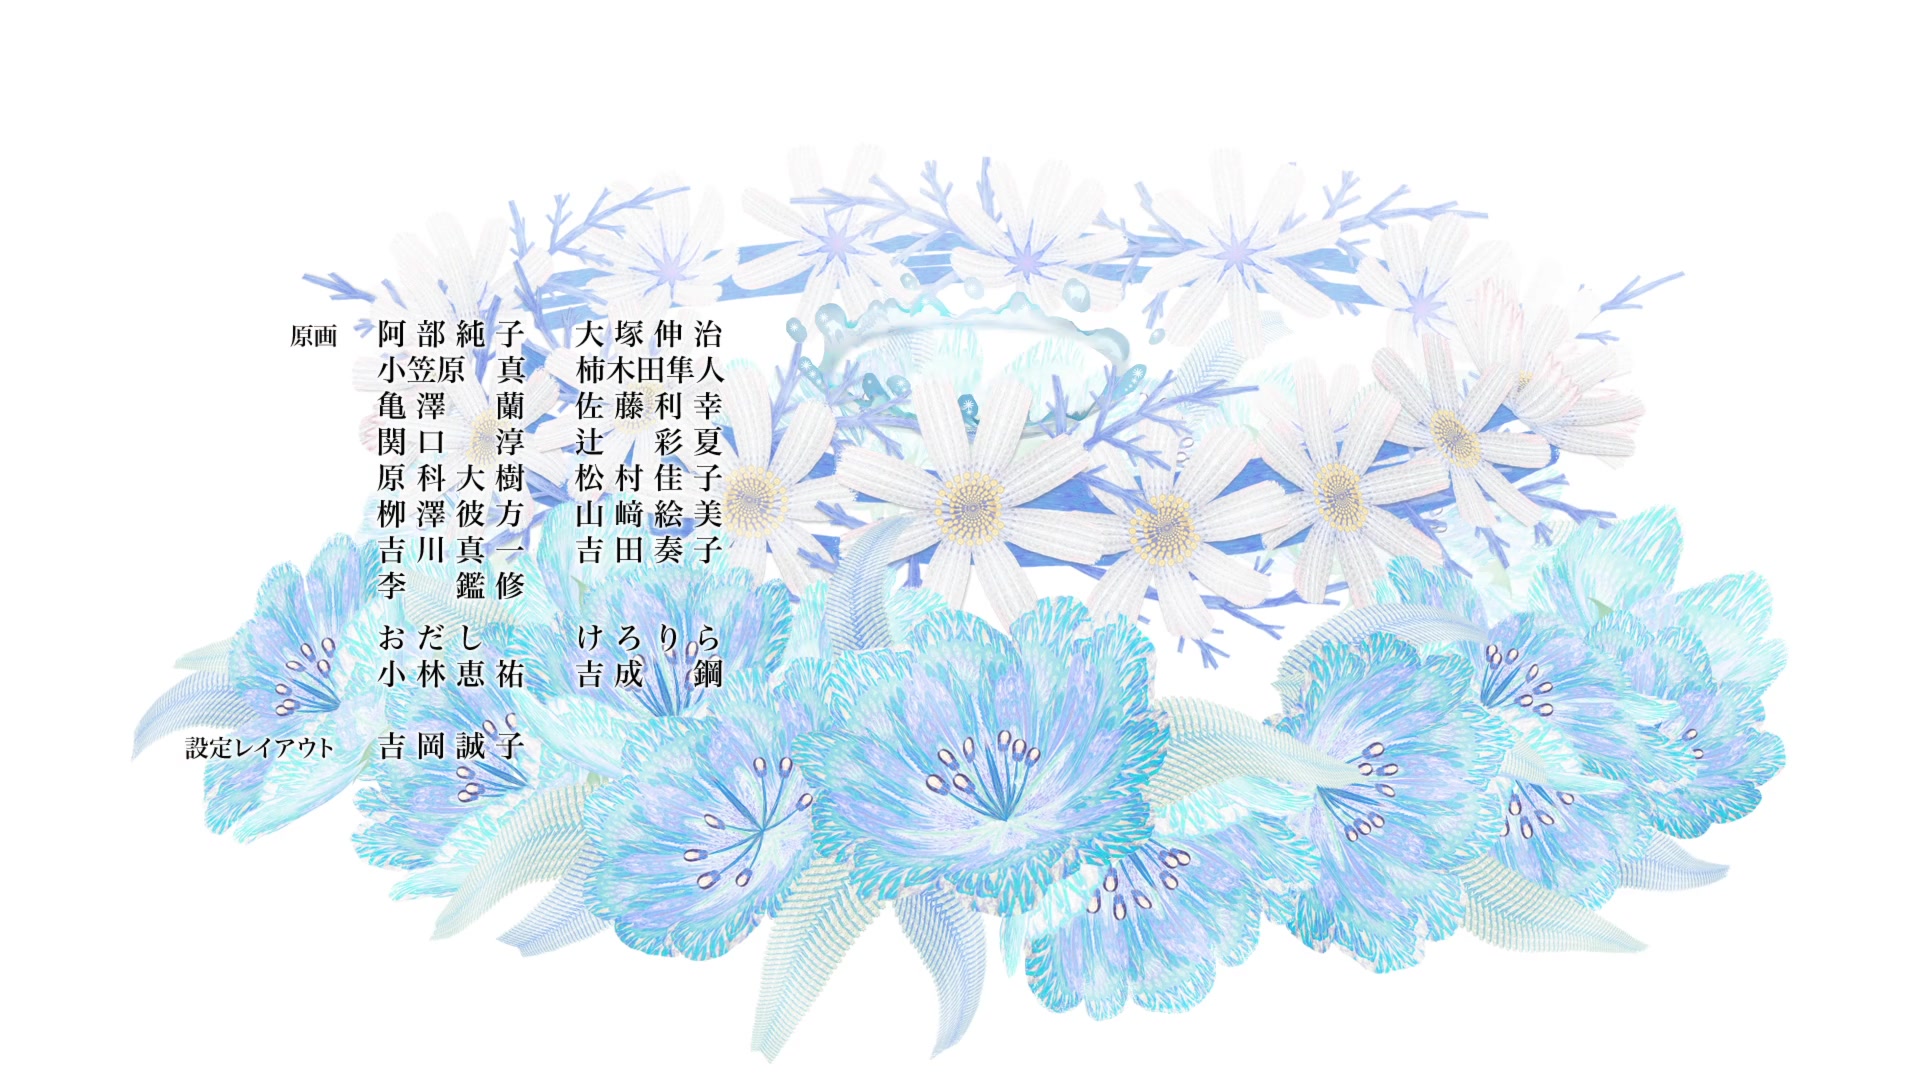 原画 阿部純子 大塚伸治
小笠原 真 柿木田隼人
亀澤 蘭 佐藤利幸
関口 淳 辻 彩夏
原科大樹 松村佳子
栁澤彼方 山﨑絵美
吉川真一 吉田奏子
李 鑑修
おだし けろりら
小林恵祐 吉成 鋼
設定レイアウト 吉岡誠子